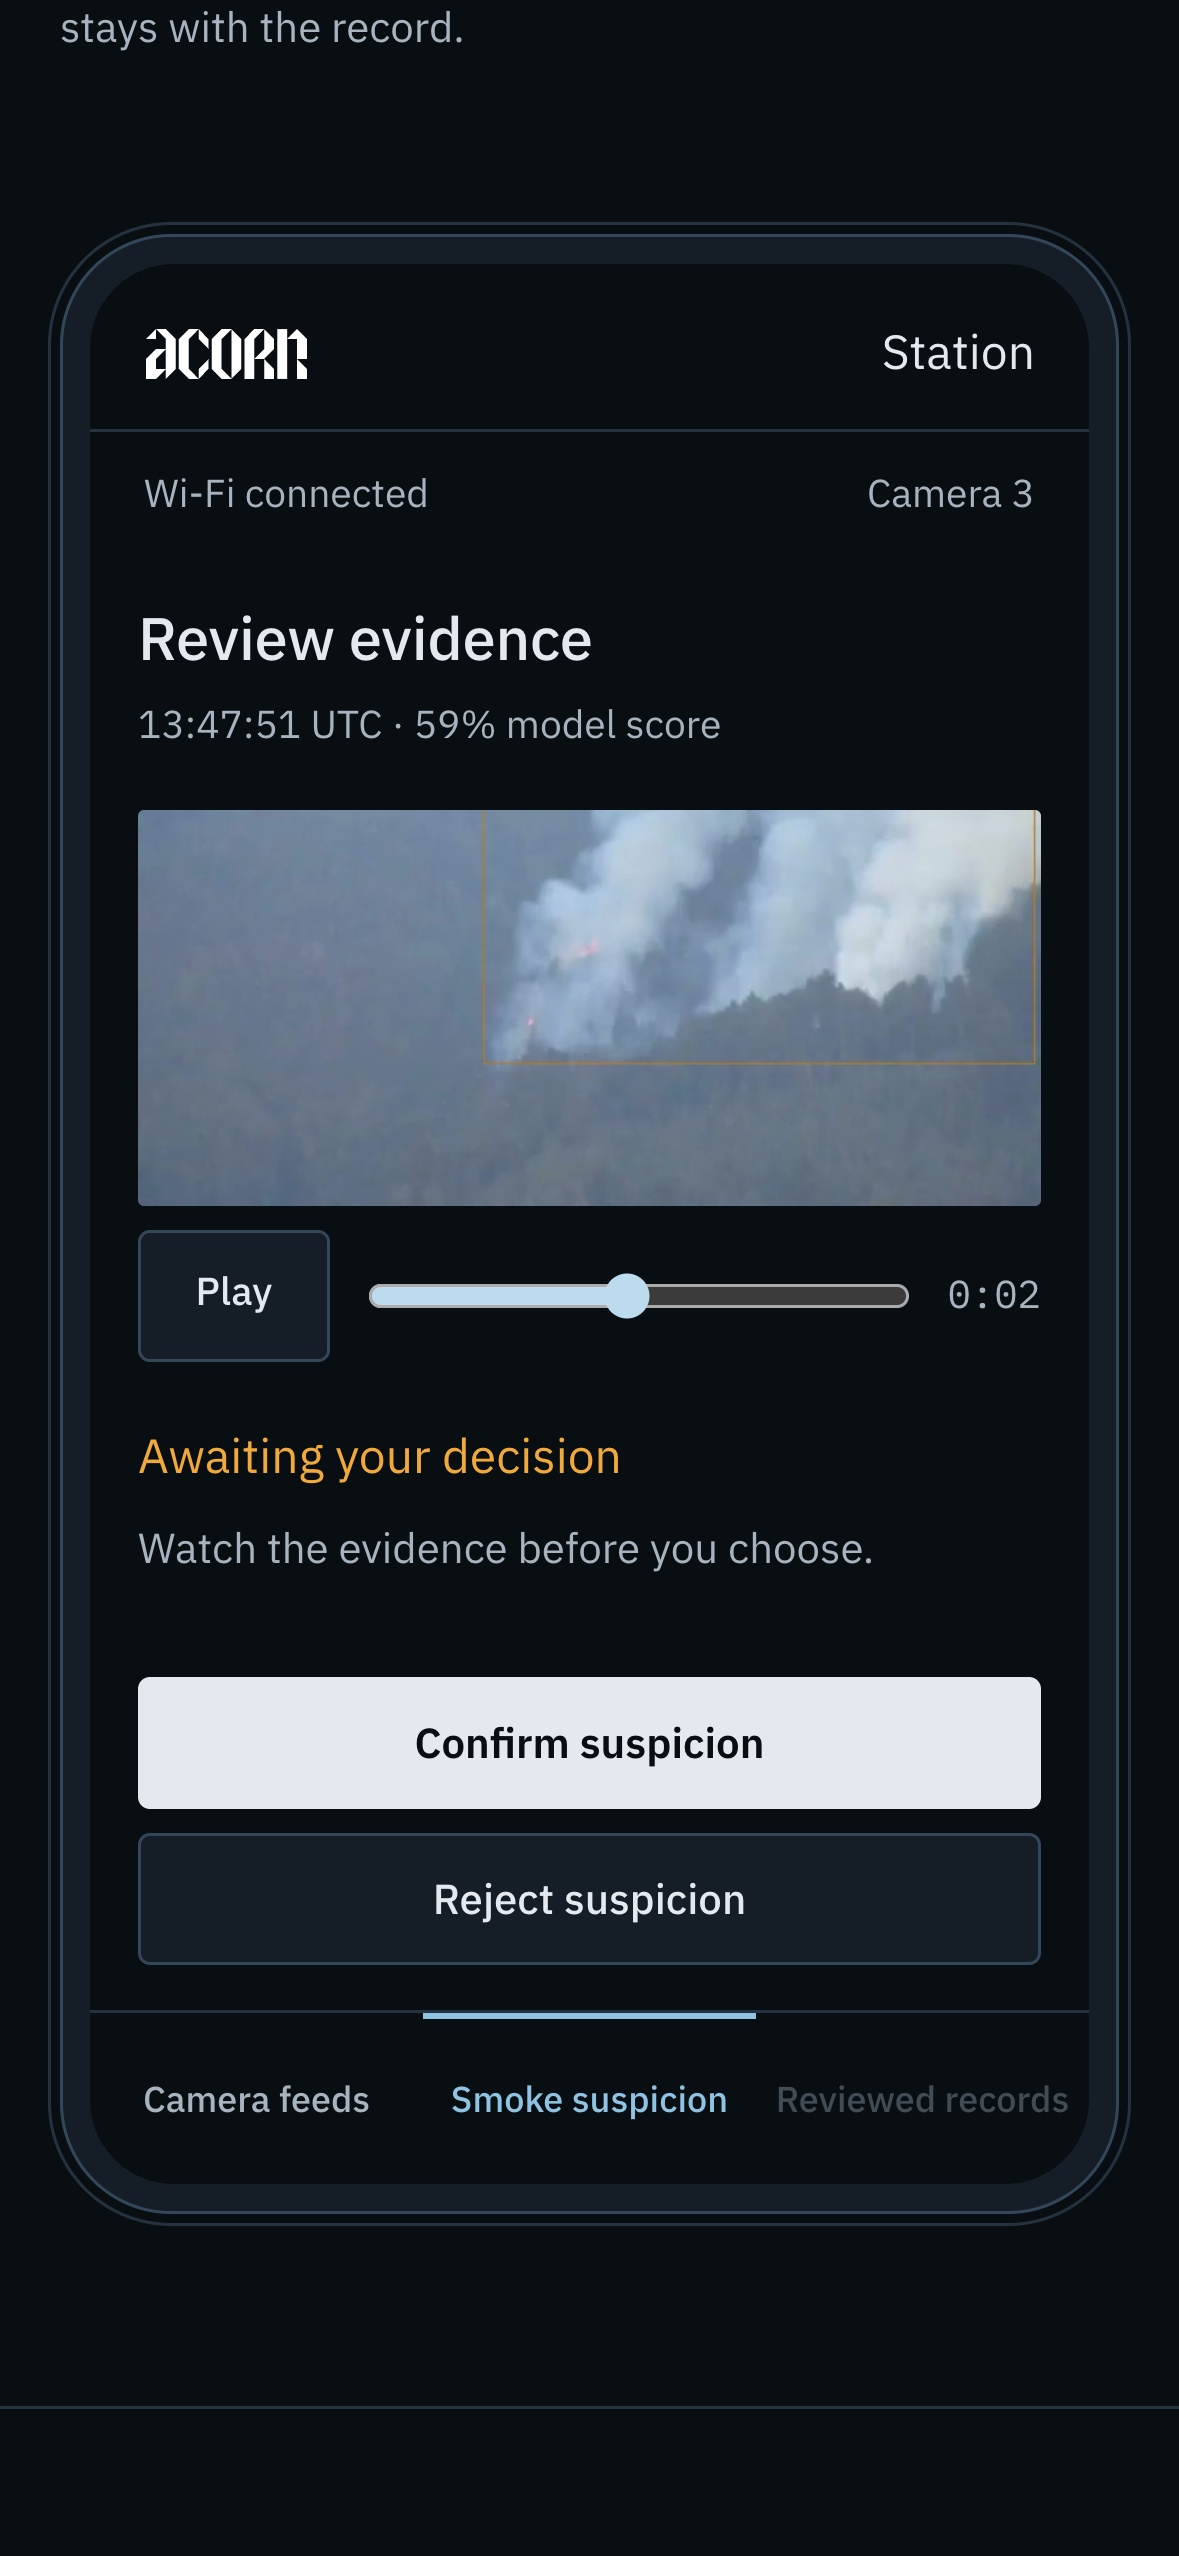 stays with the record.
acorn
Station
Wi-Fi connected
Camera 3
Review evidence
13:47:51 UTC · 59% model score
Play
0:02
Awaiting your decision
Watch the evidence before you choose.
Confirm suspicion
Reject suspicion
Camera feeds
Smoke suspicion
Reviewed records